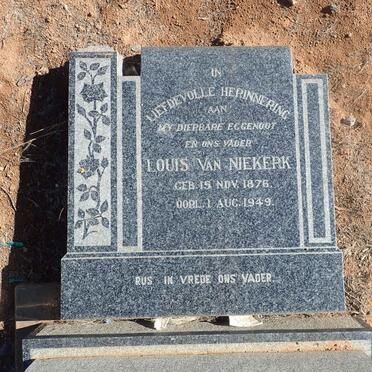 IN
LIEFDEVOLLE HERINNERING
AAN
MY DIERBARE EGGENOOT
EN ONS VADER
LOUIS VAN NIEKERK
GEB. 15 NOV. 1876.
OORL. 1 AUG. 1949.
RUS IN VREDE ONS VADER